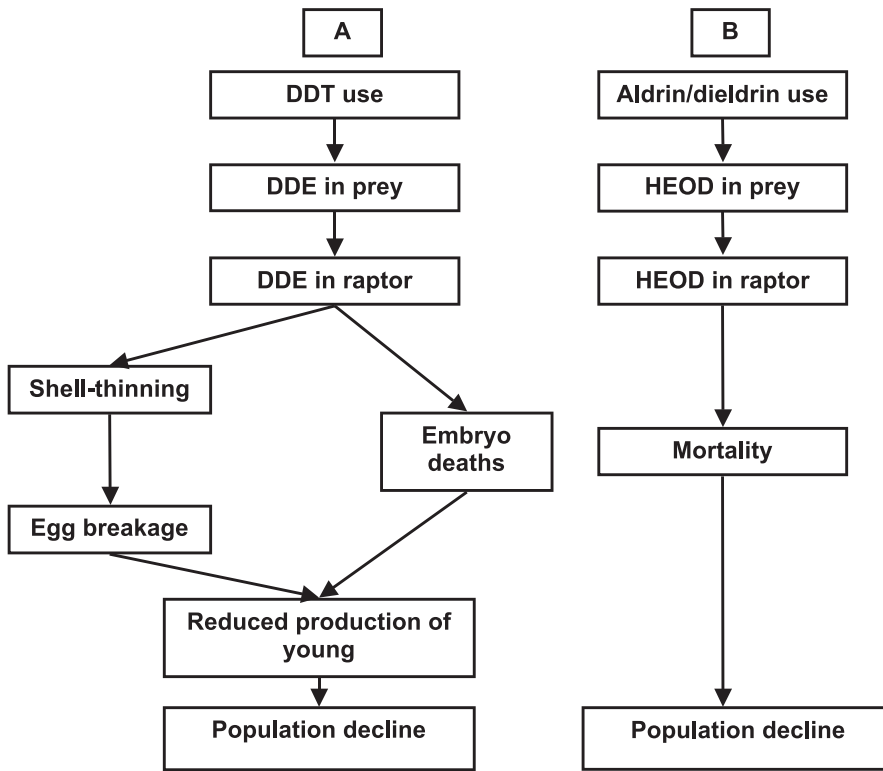 A
DDT use
DDE in prey
DDE in raptor
Shell-thinning
Embryo
deaths
Egg breakage
Reduced production of
young
Population decline
B
Aldrin/dieldrin use
HEOD in prey
HEOD in raptor
Mortality
Population decline